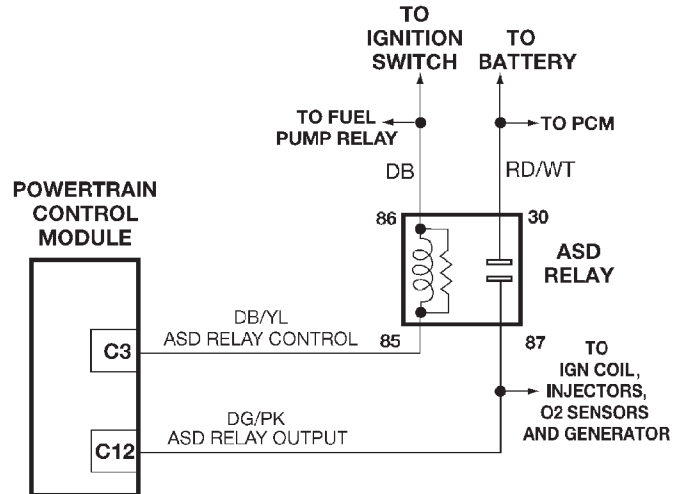 TO
IGNITION
SWITCH
TO
BATTERY
TO FUEL
PUMP RELAY
TO PCM
DB
RD/WT
POWERTRAIN
CONTROL
MODULE
86
30
ASD
RELAY
DB/YL
ASD RELAY CONTROL
C3
85
87
TO
IGN COIL,
INJECTORS,
O2 SENSORS
AND GENERATOR
DG/PK
ASD RELAY OUTPUT
C12